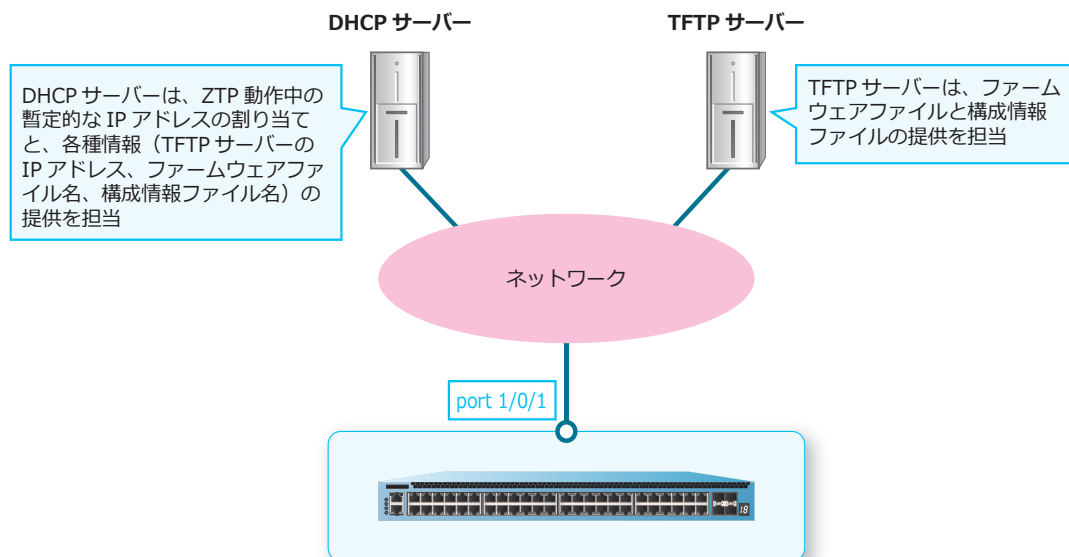 DHCP サーバー
TFTP サーバー
DHCP サーバーは、ZTP 動作中の
暫定的な IP アドレスの割り当て
と、各種情報（TFTP サーバーの
IP アドレス、ファームウェアファ
イル名、構成情報ファイル名）の
提供を担当
TFTP サーバーは、ファーム
ウェアファイルと構成情報
ファイルの提供を担当
ネットワーク
port 1/0/1
18